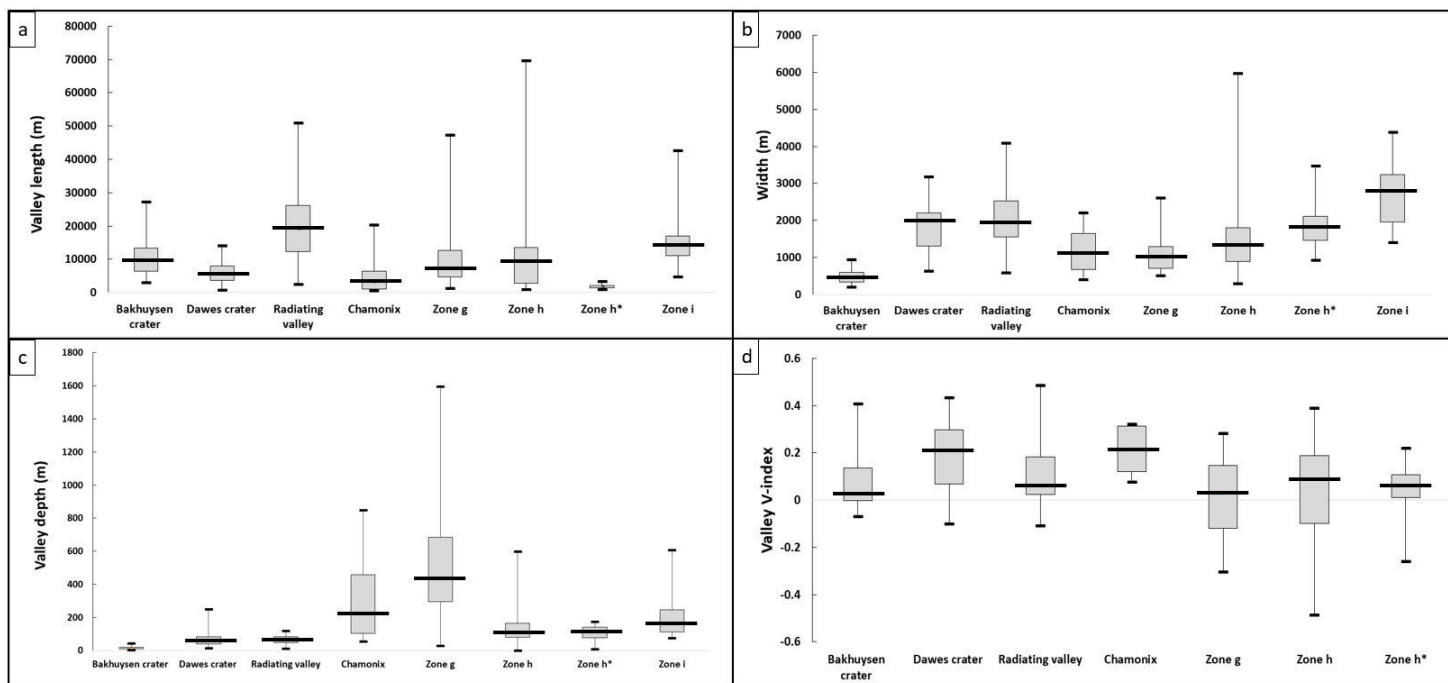 a
Valley length (m)
80000
70000
60000
50000
40000
30000
20000
10000
0
Bakhuysen crater
Dawes crater
Radiating valley
Chamonix
Zone g
Zone h
Zone h*
Zone i
b
Width (m)
7000
6000
5000
4000
3000
2000
1000
0
Bakhuysen crater
Dawes crater
Radiating valley
Chamonix
Zone g
Zone h
Zone h*
Zone i
c
Valley depth (m)
1800
1600
1400
1200
1000
800
600
400
200
0
Bakhuysen crater
Dawes crater
Radiating valley
Chamonix
Zone g
Zone h
Zone h*
Zone i
d
Valley V-index
0.6
0.4
0.2
0
-0.2
-0.4
-0.6
Bakhuysen crater
Dawes crater
Radiating valley
Chamonix
Zone g
Zone h
Zone h*